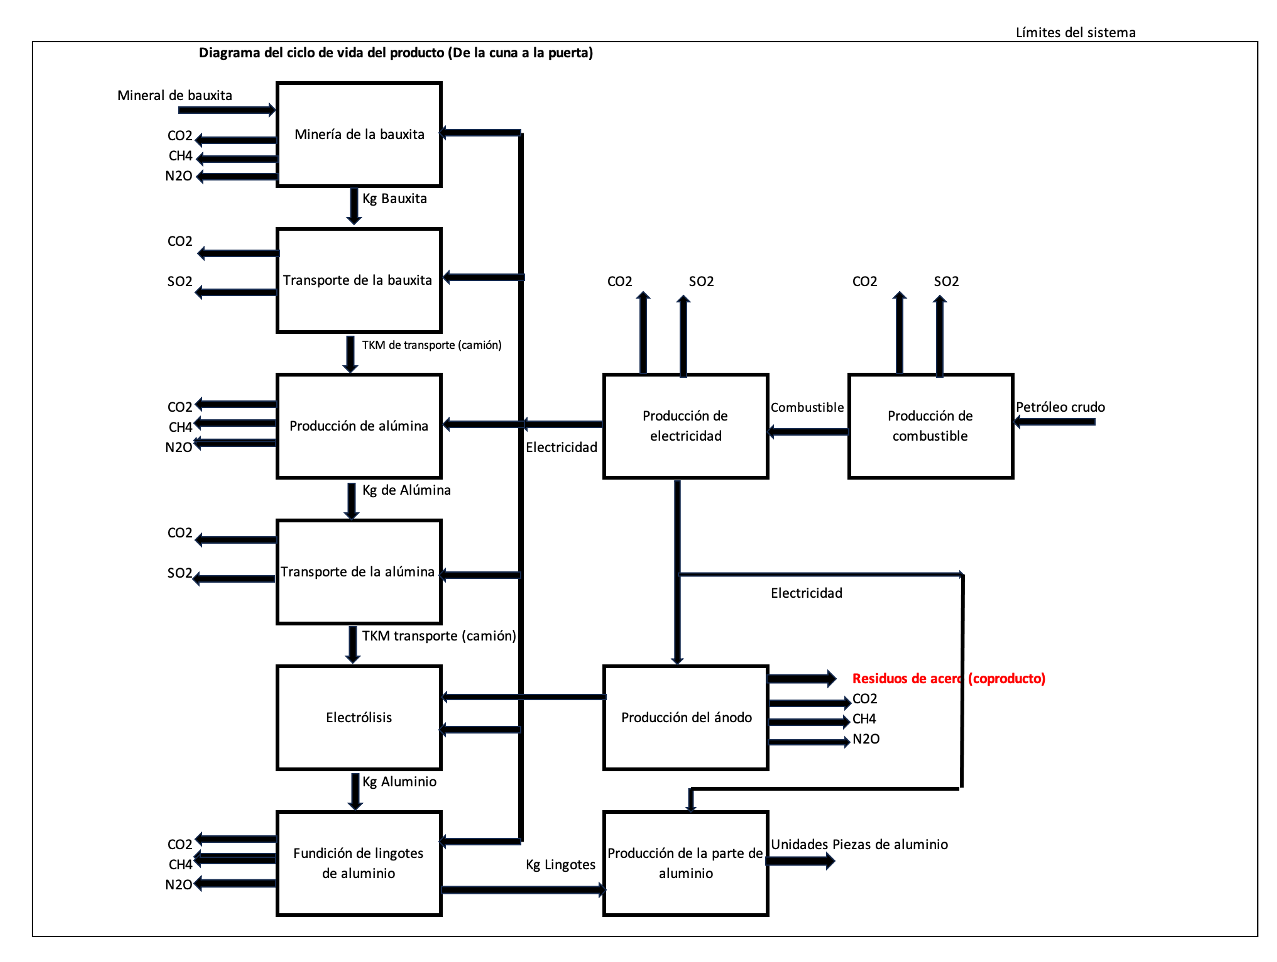 Límites del sistema
Diagrama del ciclo de vida del producto (De la cuna a la puerta)
Mineral de bauxita
CO2
CH4
N2O
Minería de la bauxita
Kg Bauxita
CO2
SO2
Transporte de la bauxita
TKM de transporte (camión)
CO2
SO2
CO2
SO2
CO2
CH4
N2O
Producción de alúmina
Electricidad
Producción de
electricidad
Combustible
Producción de
combustible
Petróleo crudo
Kg de Alúmina
CO2
SO2
Transporte de la alúmina
TKM transporte (camión)
Electricidad
Electrólisis
Producción del ánodo
Residuos de acero (coproducto)
CO2
CH4
N2O
Kg Aluminio
CO2
CH4
N2O
Fundición de lingotes
de aluminio
Kg Lingotes
Producción de la parte de
aluminio
Unidades Piezas de aluminio